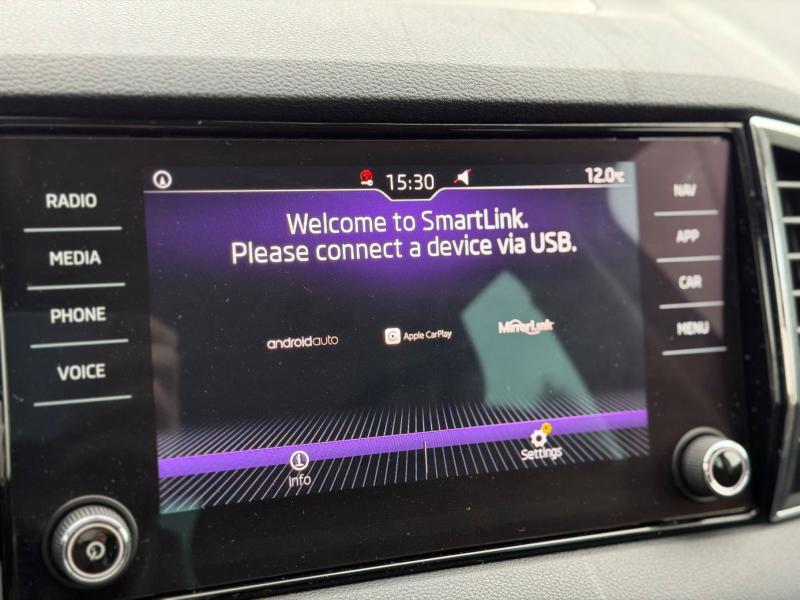 15:30
12.0°C
RADIO
MEDIA
PHONE
VOICE
Welcome to SmartLink.
Please connect a device via USB.
androidauto
Apple CarPlay
MirrorLink
Info
Settings
NAV
APP
CAR
MENU